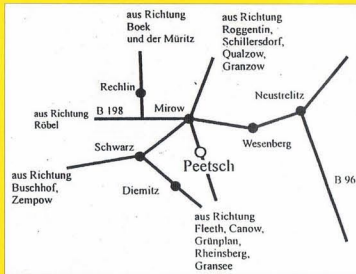 aus Richtung
Boek
und der Müritz
aus Richtung
Roggentin,
Schillersdorf,
Qualzow,
Granzow
Rechlin
Neustrelitz
aus Richtung
Röbel
B 198
Mirow
Schwarz
Wesenberg
Peetsch
aus Richtung
Buschhof,
Zempow
Diemitz
B 96
aus Richtung
Fleeth, Canow,
Grünplan,
Rheinsberg,
Gransee